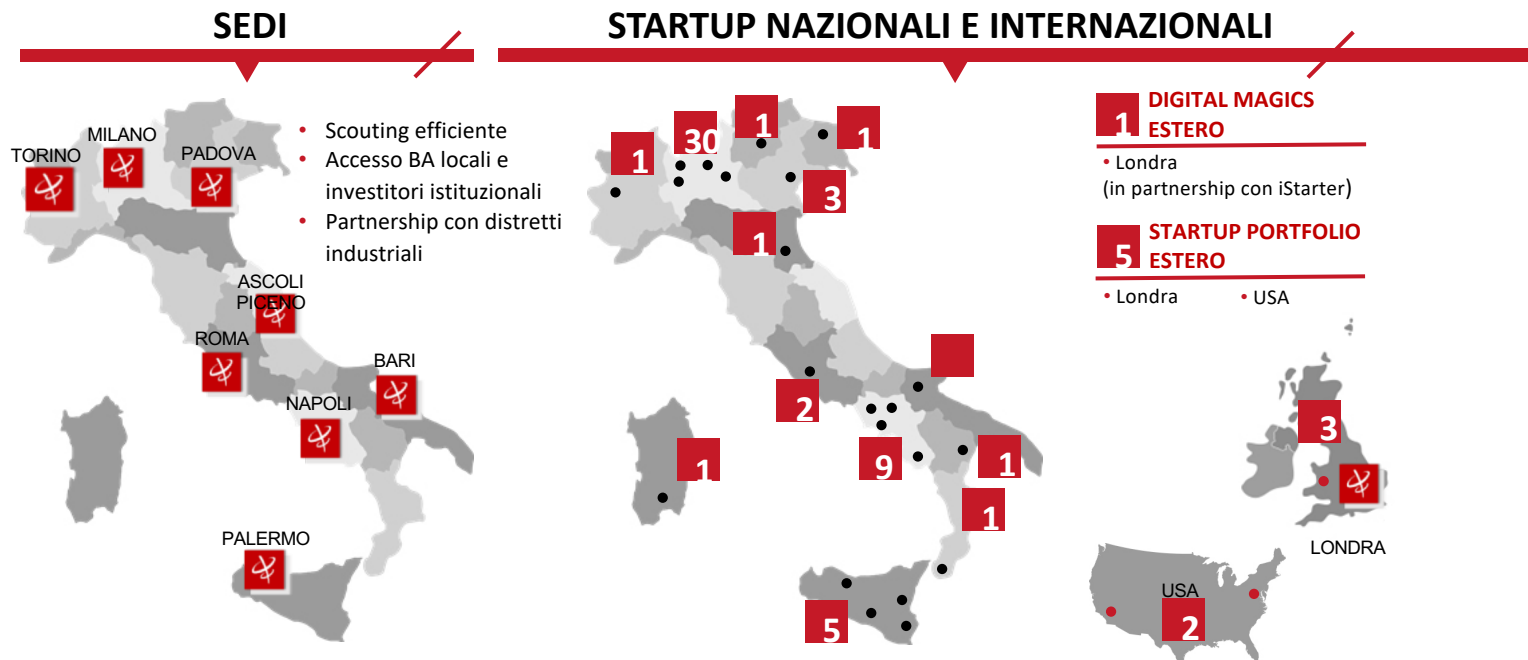 SEDI
STARTUP NAZIONALI E INTERNAZIONALI
MILANO
TORINO
PADOVA
ASCOLI
PICENO
ROMA
BARI
NAPOLI
PALERMO
• Scouting efficiente
• Accesso BA locali e
investitori istituzionali
• Partnership con distretti
industriali
1
30
1
1
3
1
2
9
1
1
1
5
1 DIGITAL MAGICS
ESTERO
• Londra
(in partnership con iStarter)
5 STARTUP PORTFOLIO
ESTERO
• Londra • USA
3
LONDRA
USA
2